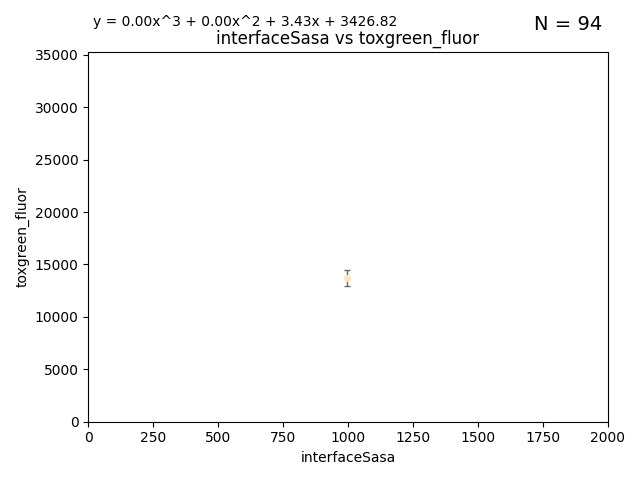 y = 0.00x^3 + 0.00x^2 + 3.43x + 3426.82
N = 94
interfaceSasa vs toxgreen_fluor
35000
30000
25000
20000
15000
10000
5000
0
toxgreen_fluor
0 250 500 750 1000 1250 1500 1750 2000
interfaceSasa